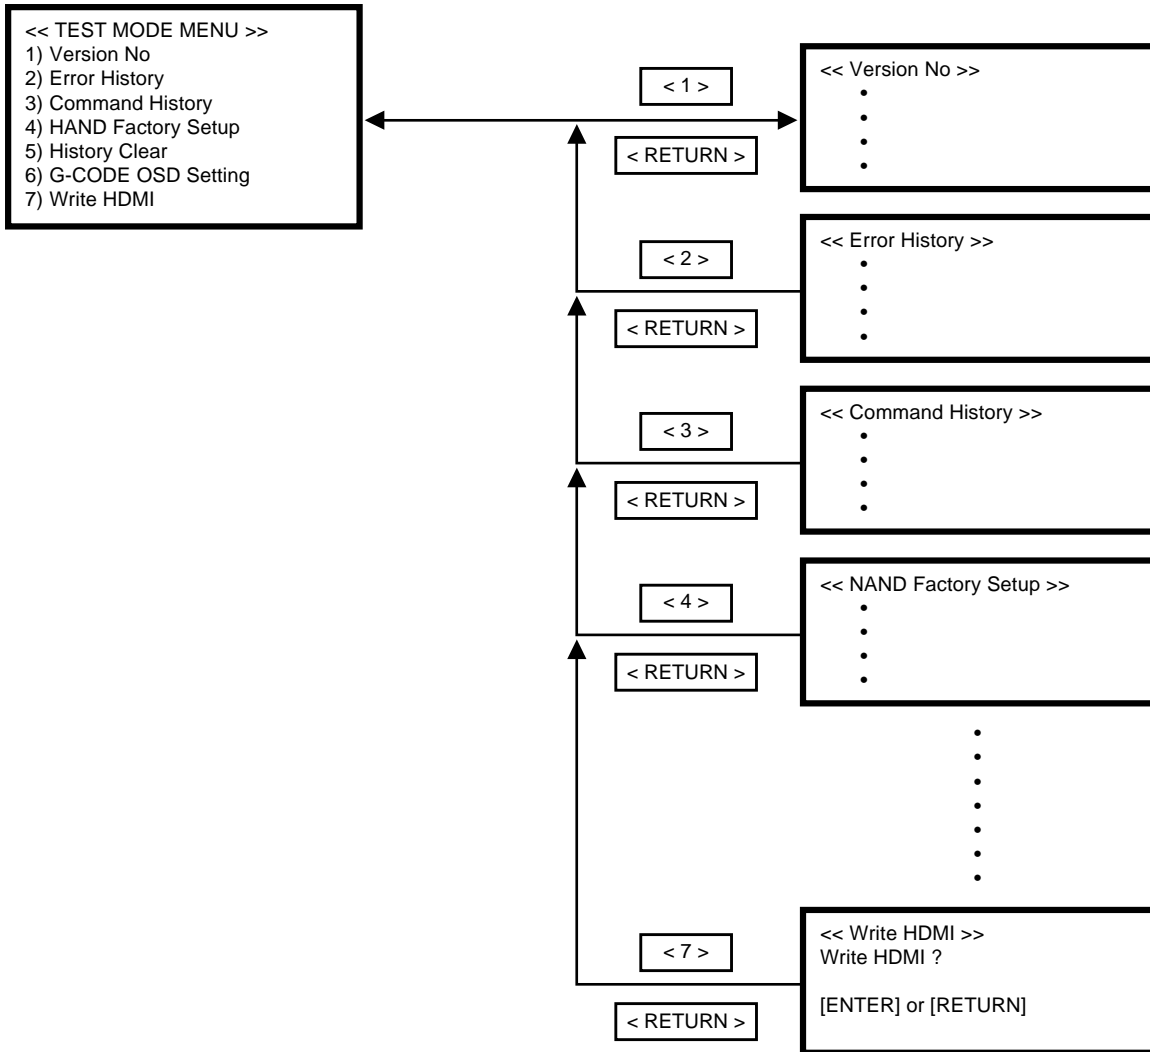 << TEST MODE MENU >>
1) Version No
2) Error History
3) Command History
4) HAND Factory Setup
5) History Clear
6) G-CODE OSD Setting
7) Write HDMI
< 1 >
< RETURN >
<< Version No >>
•
•
•
•
< 2 >
< RETURN >
<< Error History >>
•
•
•
•
< 3 >
< RETURN >
<< Command History >>
•
•
•
•
< 4 >
< RETURN >
<< NAND Factory Setup >>
•
•
•
•
•
•
•
•
•
•
•
< 7 >
< RETURN >
<< Write HDMI >>
Write HDMI ?
[ENTER] or [RETURN]